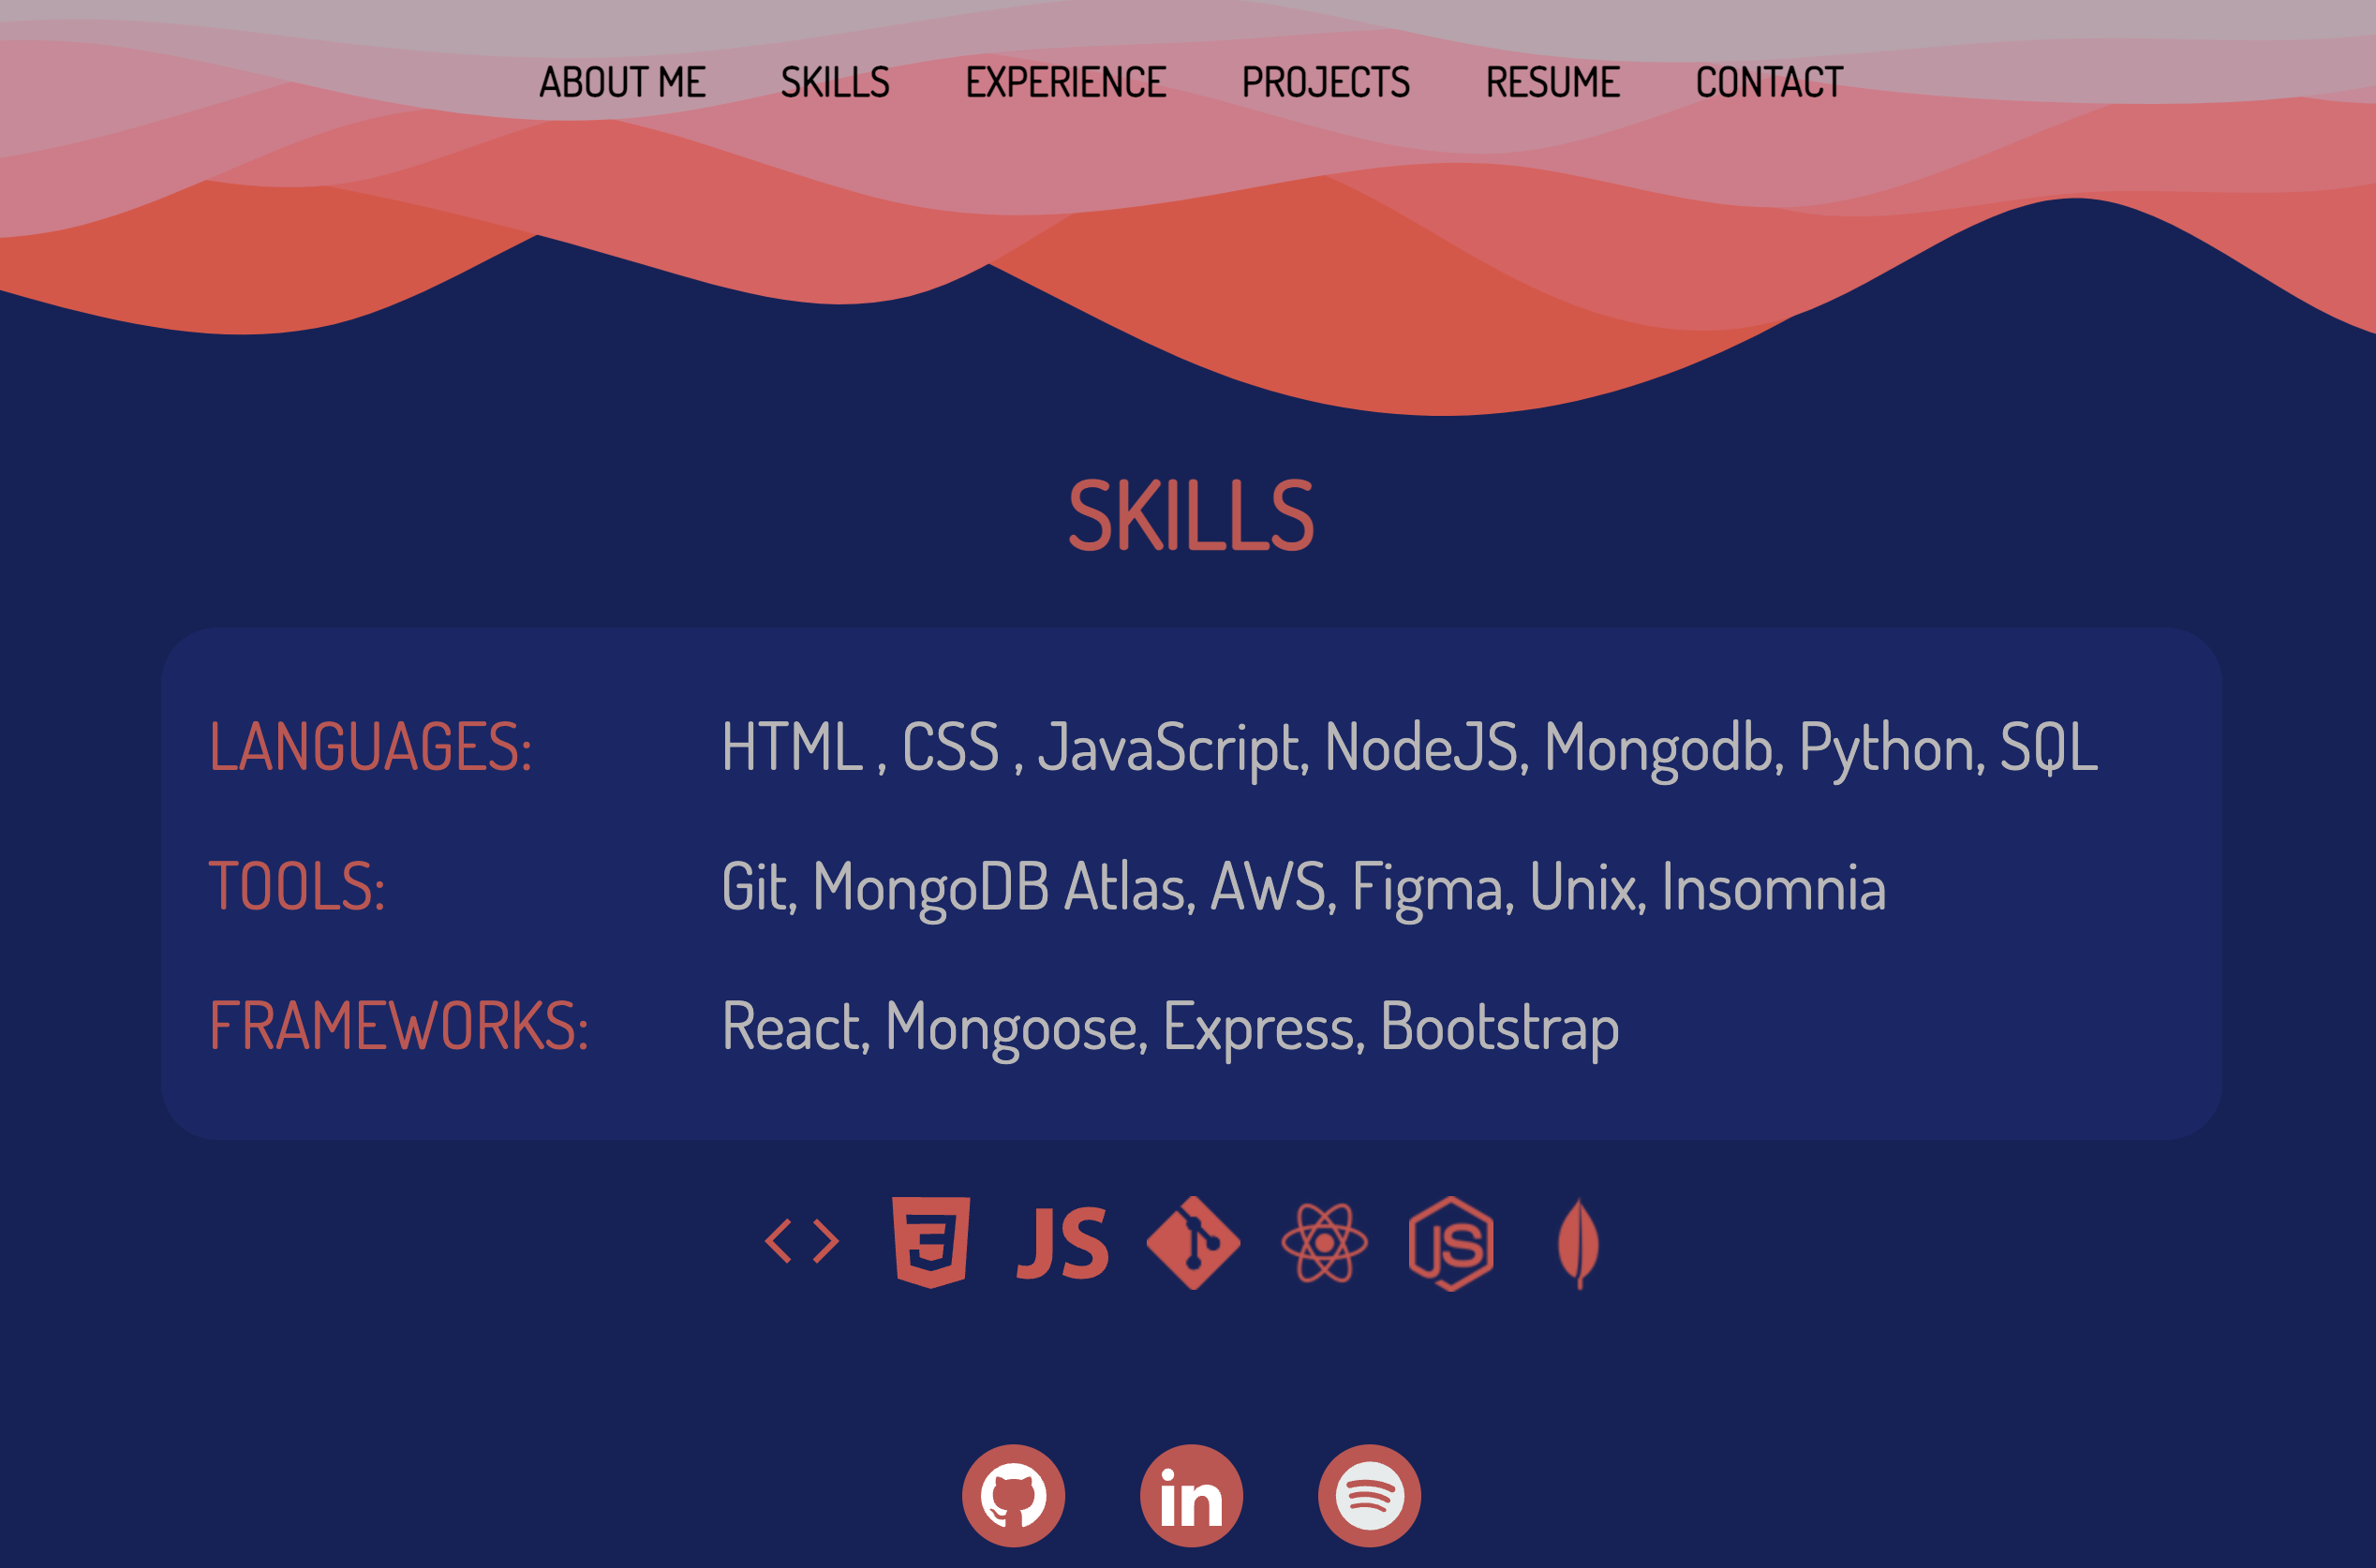 ABOUT ME SKILLS EXPERIENCE PROJECTS RESUME CONTACT
SKILLS
LANGUAGES: HTML , CSS , JavaScript, NodeJS, Mongodb, Python, SQL
TOOLS: Git, MongoDB Atlas, AWS, Figma, Unix, Insomnia
FRAMEWORKS: React, Mongoose, Express, Bootstrap
JS JS
in